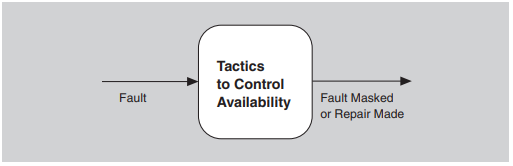 Tactics
to Control
Availability
Fault
Fault Masked
or Repair Made